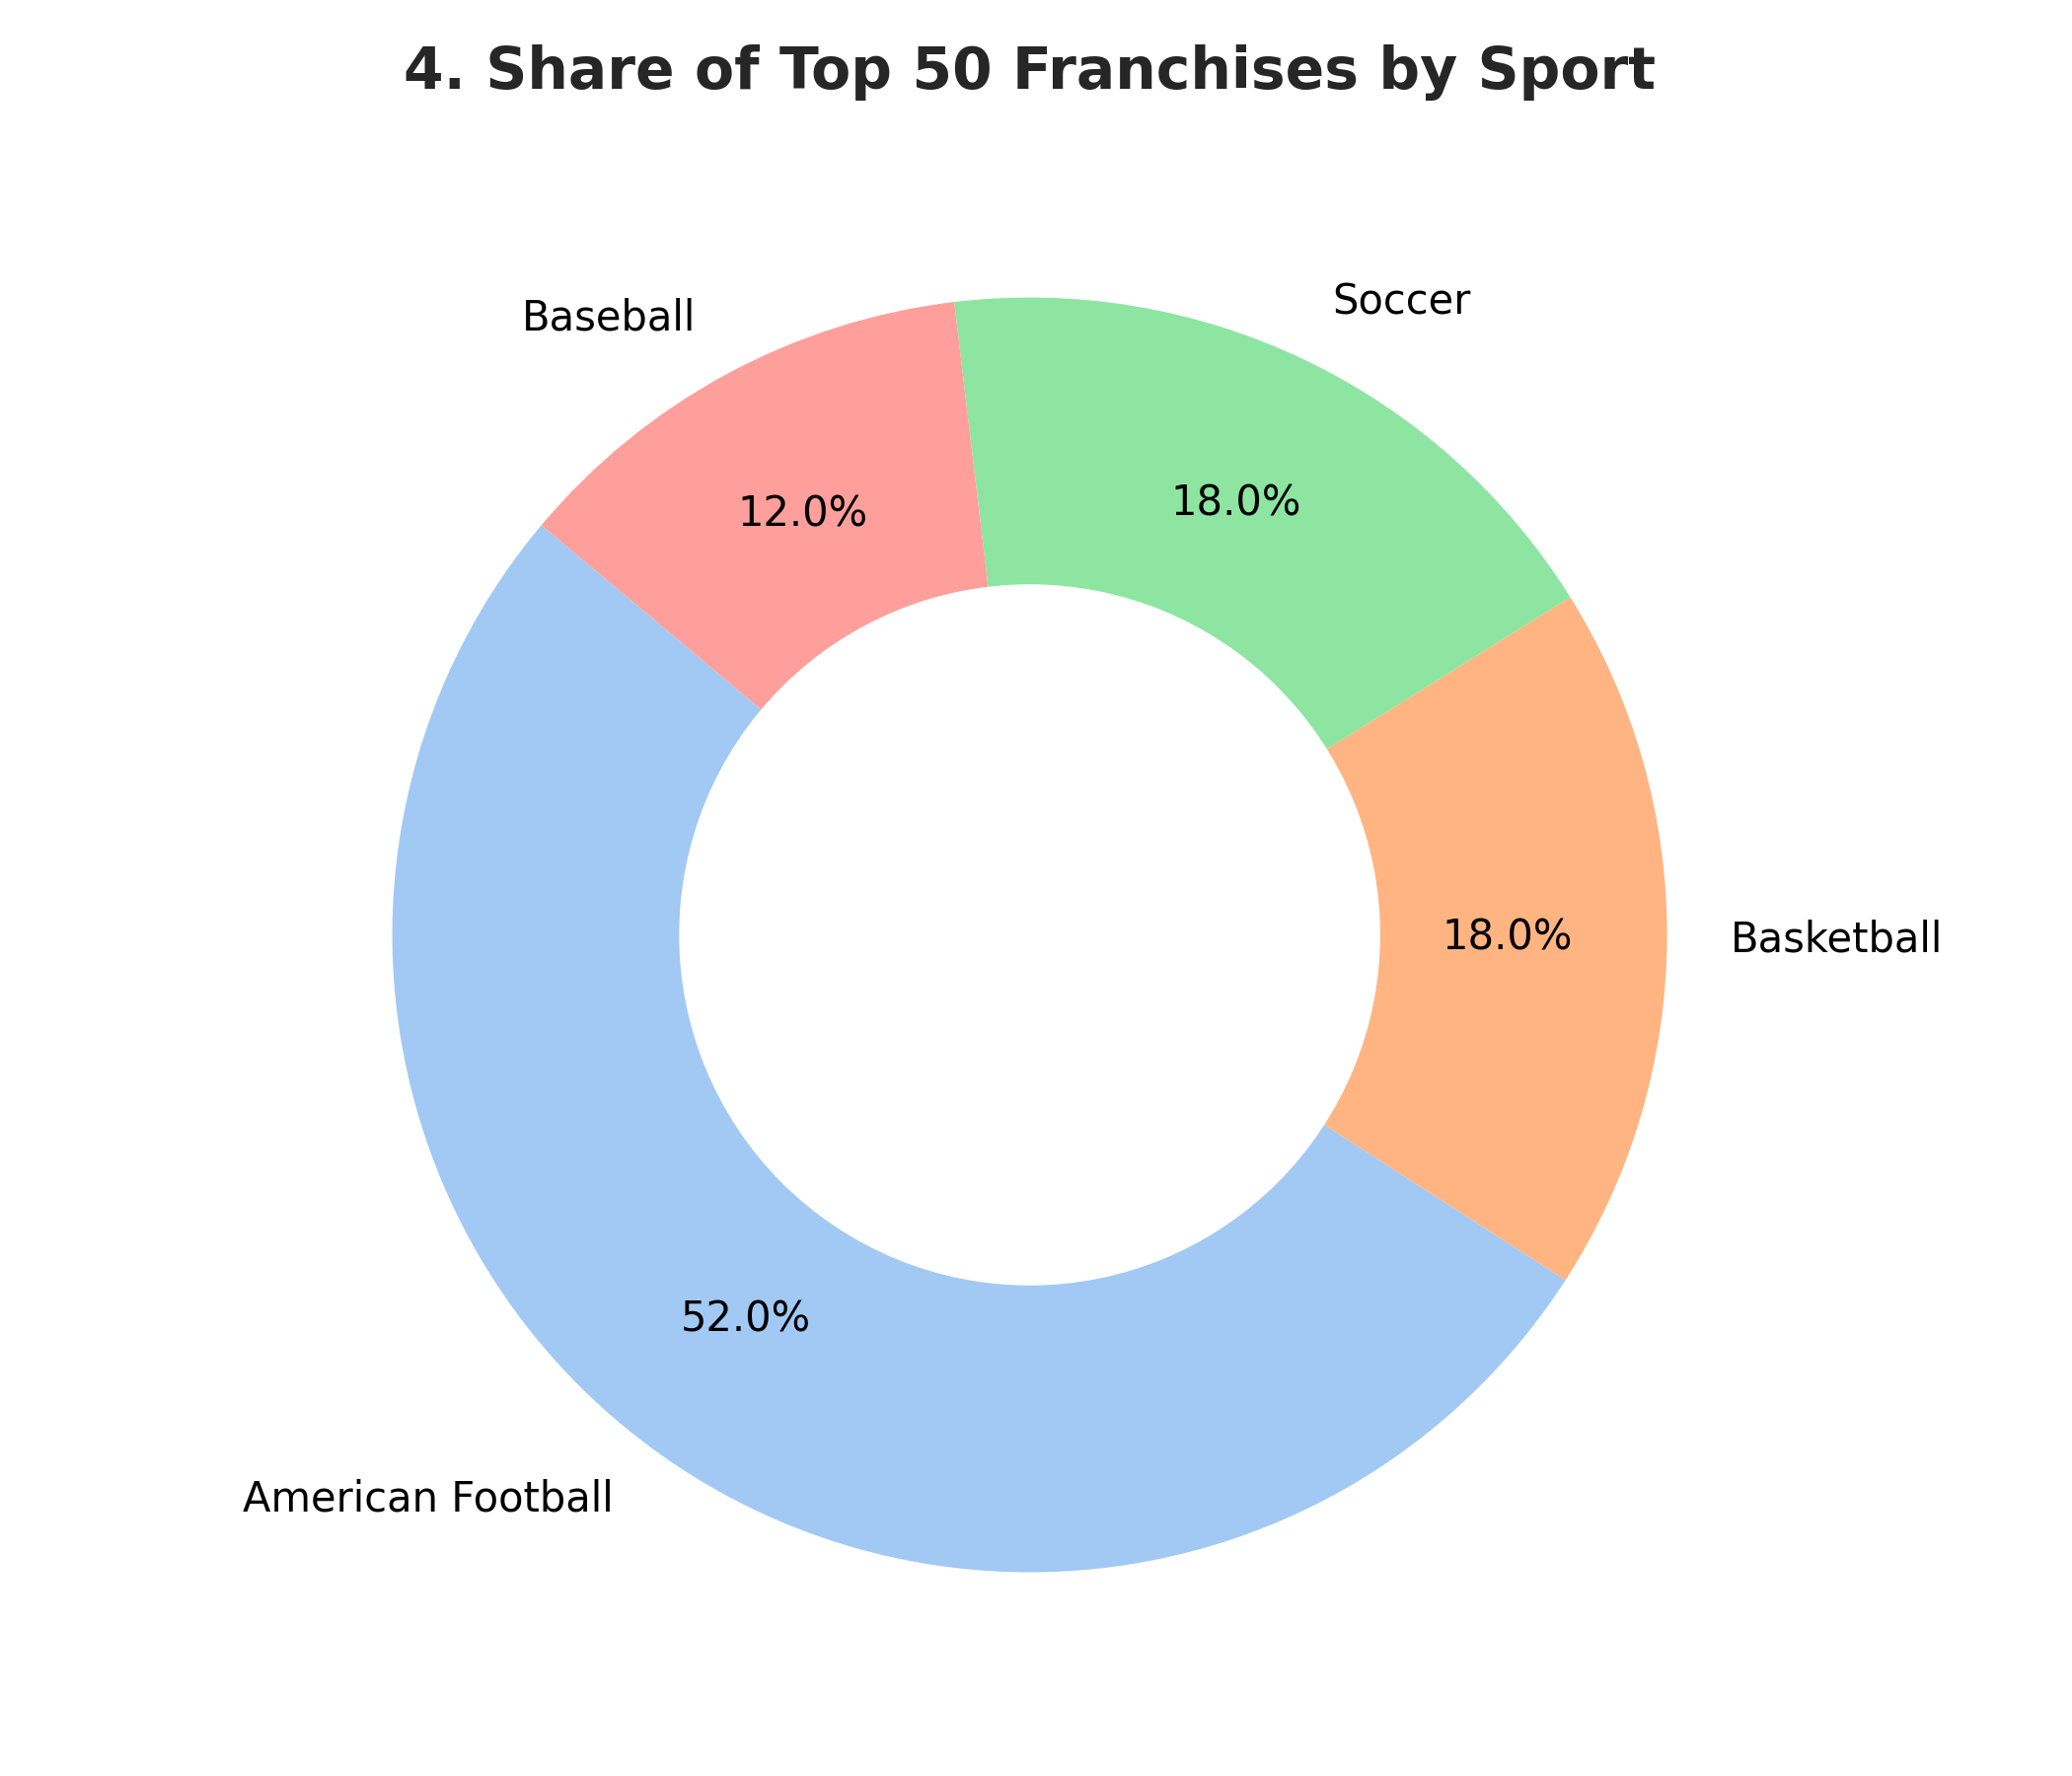 4. Share of Top 50 Franchises by Sport
Soccer
Baseball
18.0%
12.0%
18.0%
Basketball
52.0%
American Football